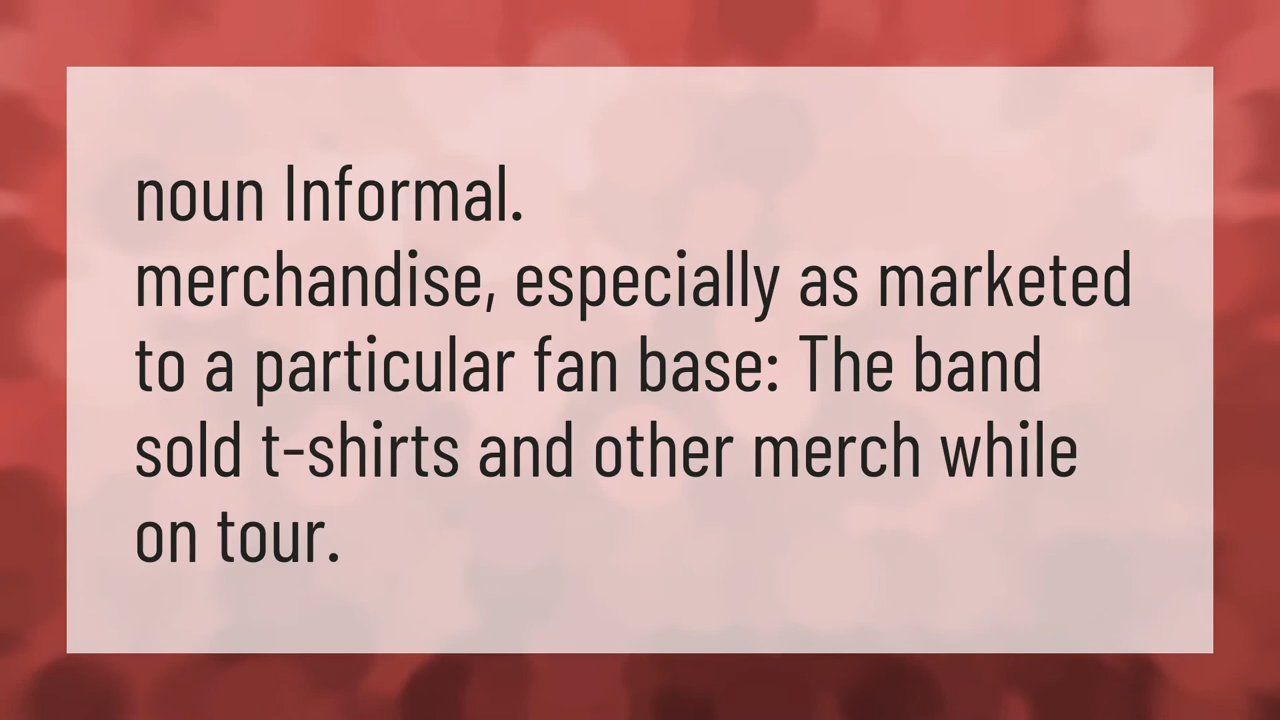 noun Informal.
merchandise, especially as marketed
to a particular fan base: The band
sold t-shirts and other merch while
on tour.